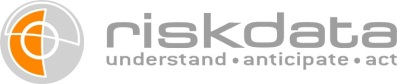 riskdata
understand • anticipate • act